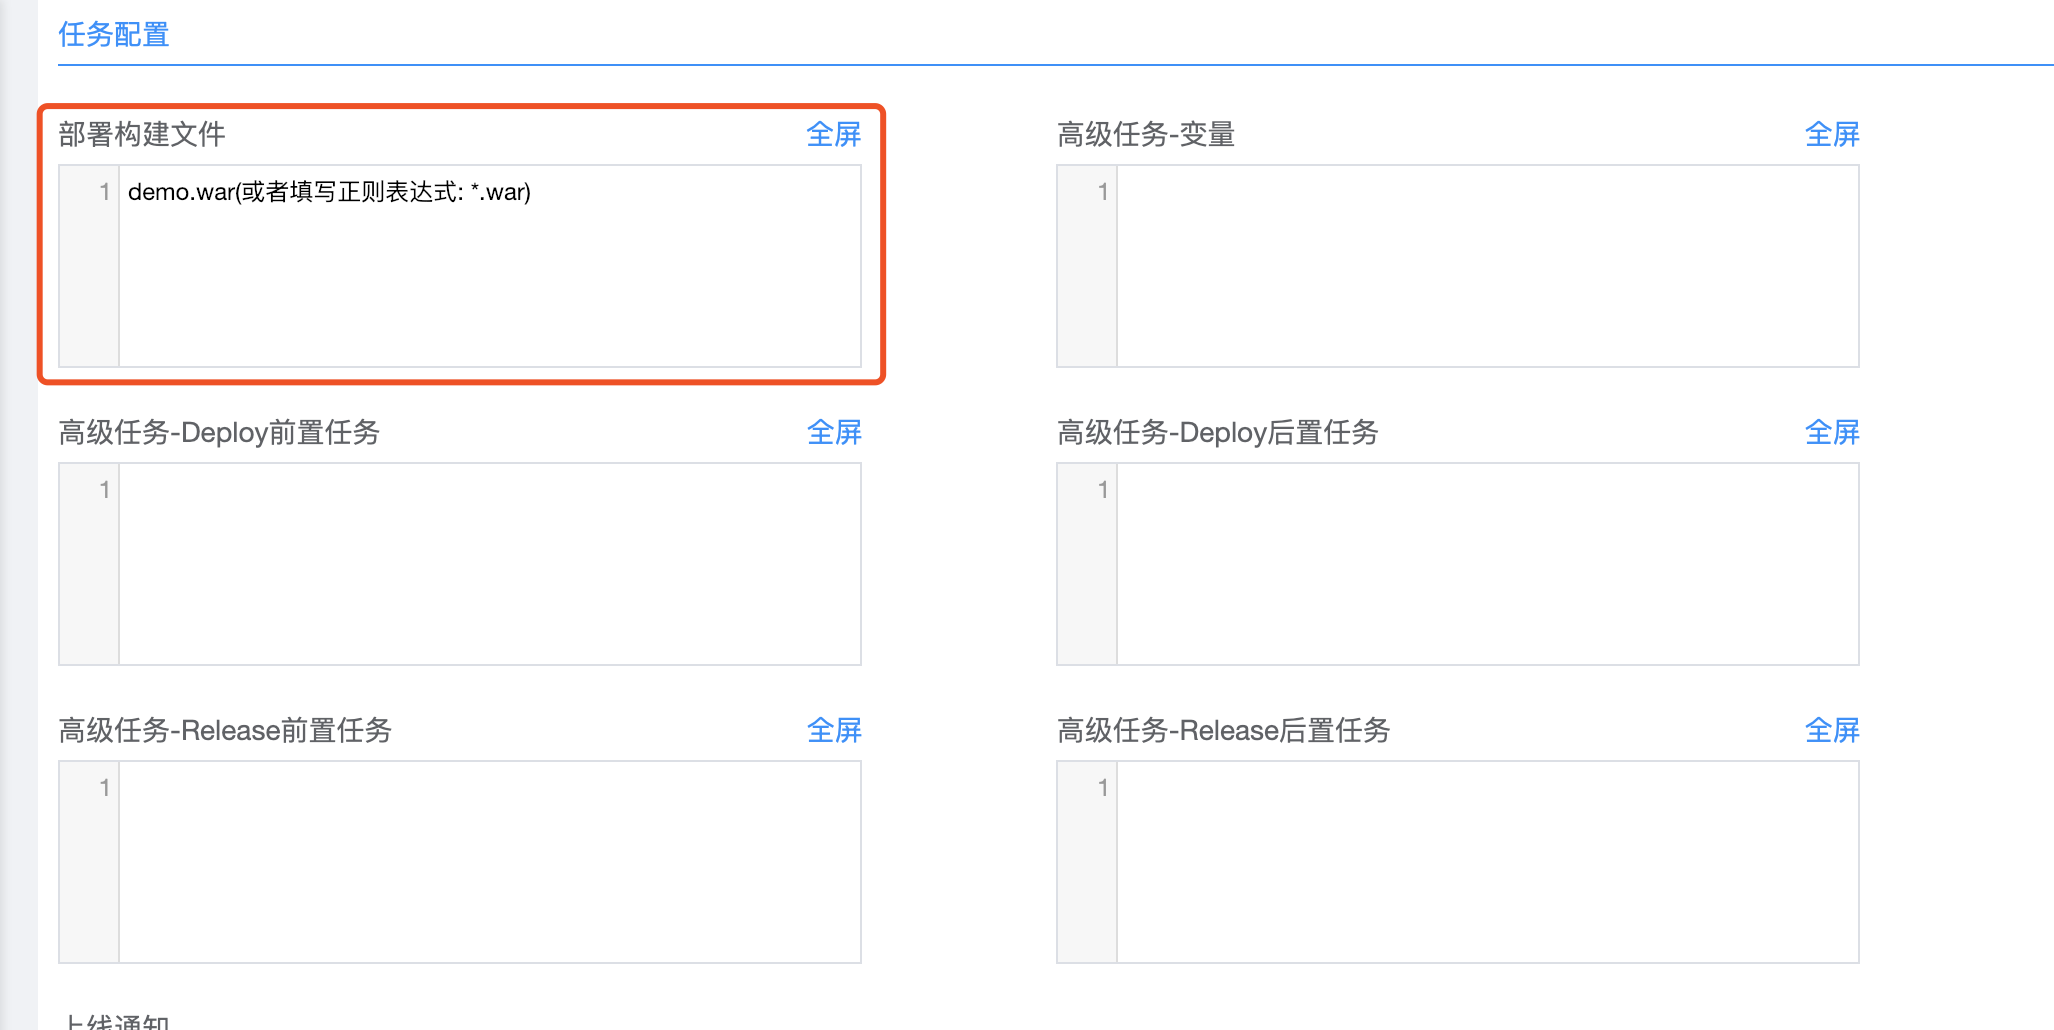 任务配置
部署构建文件 全屏
1 demo.war(或者填写正则表达式: *.war)
高级任务-变量 全屏
1
高级任务-Deploy前置任务 全屏
1
高级任务-Deploy后置任务 全屏
1
高级任务-Release前置任务 全屏
1
高级任务-Release后置任务 全屏
1
上线通知